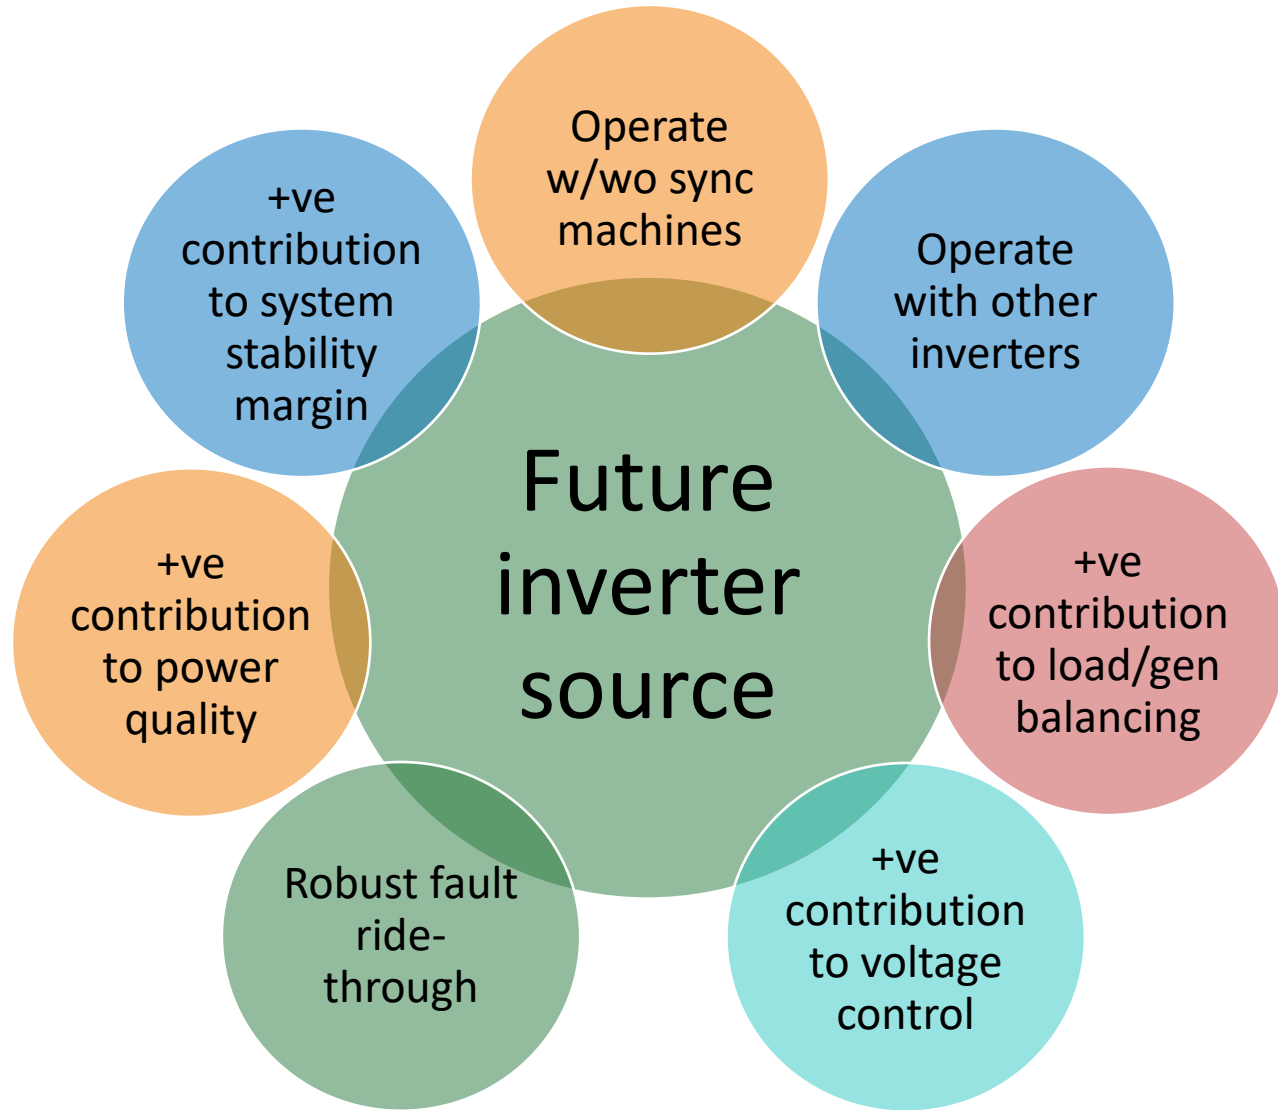 Operate
w/wo sync
machines
Operate
with other
inverters
+ve
contribution
to load/gen
balancing
+ve
contribution
to voltage
control
Robust fault
ride-
through
+ve
contribution
to power
quality
+ve
contribution
to system
stability
margin
Future
inverter
source